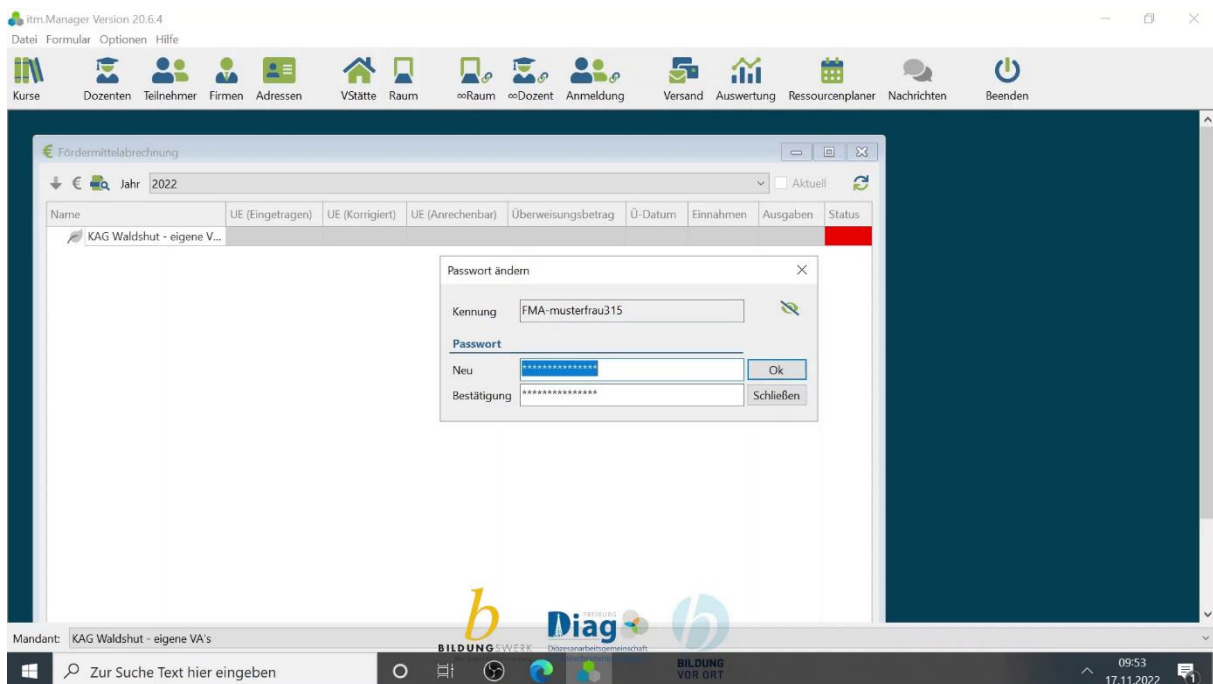 itm.Manager Version 20.6.4
Datei Formular Optionen Hilfe
Kurse Dozenten Teilnehmer Firmen Adressen VStätte Raum ∞Raum ∞Dozent Anmeldung Versand Auswertung Ressourcenplaner Nachrichten Beenden
Fördermittelabrechnung
Jahr 2022 Aktuell
Name UE (Eingetragen) UE (Korrigiert) UE (Anrechenbar) Überweisungsbetrag Ü-Datum Einnahmen Ausgaben Status
KAG Waldshut - eigene V...
Passwort ändern
Kennung FMA-musterfrau315
Passwort
Neu *************** Ok
Bestätigung *************** Schließen
Mandant: KAG Waldshut - eigene VA's
b
BILDUNGSWERK
FREIBURG
Diag
Diözesanarbeitsgemeinschaft
b
BILDUNG
VOR ORT
Zur Suche Text hier eingeben
09:53
17.11.2022
1